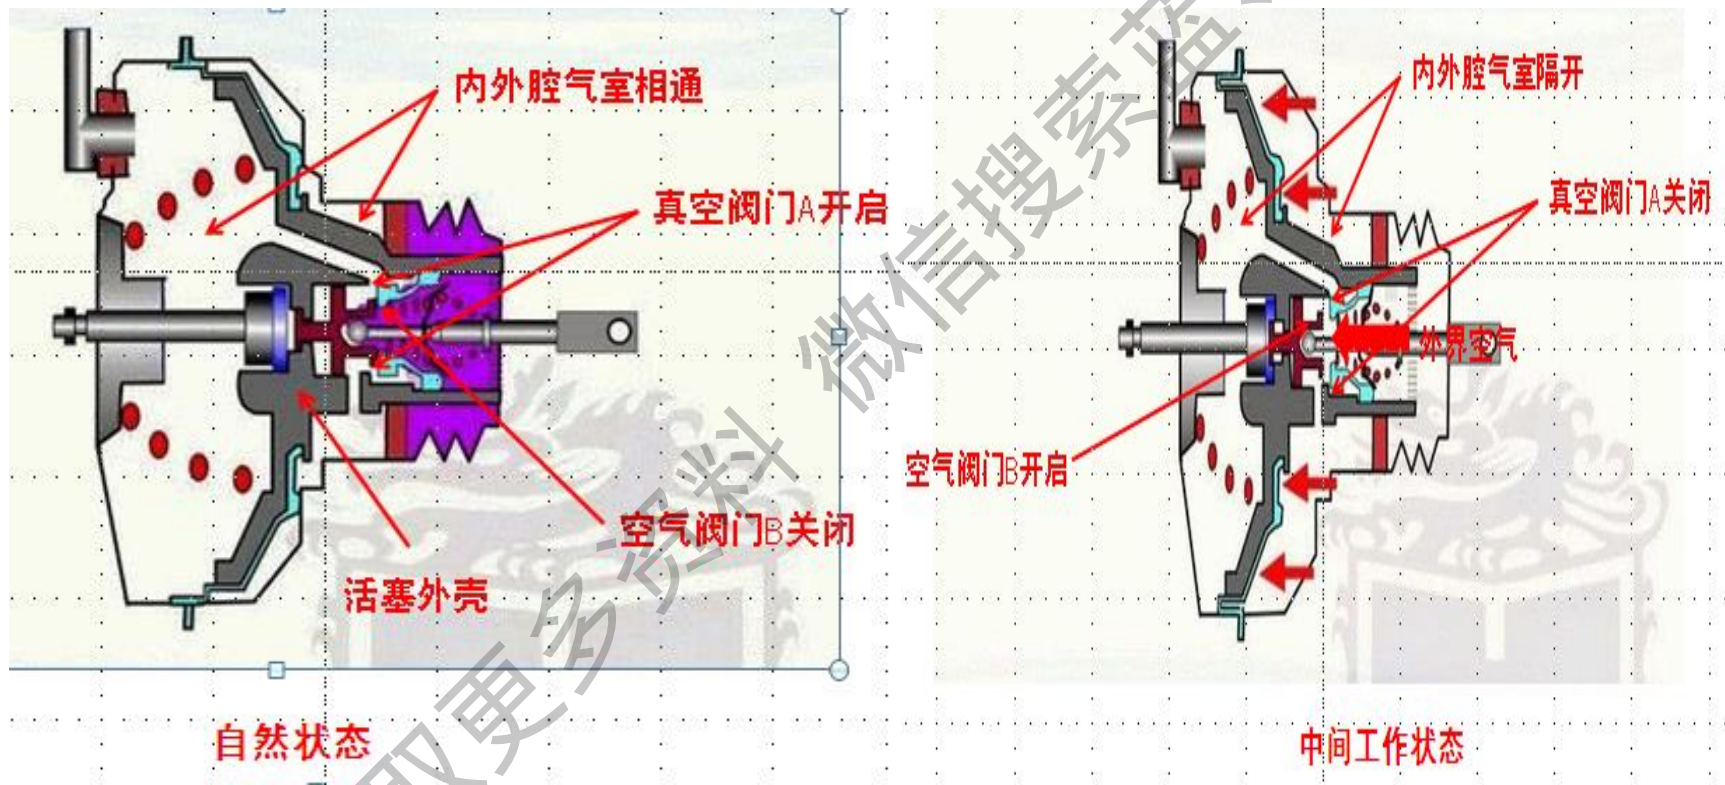 内外腔气室相通
真空阀门A开启
空气阀门B关闭
活塞外壳
自然状态
内外腔气室隔开
真空阀门A关闭
外界空气
空气阀门B开启
中间工作状态
取更多资料 微信搜索蓝